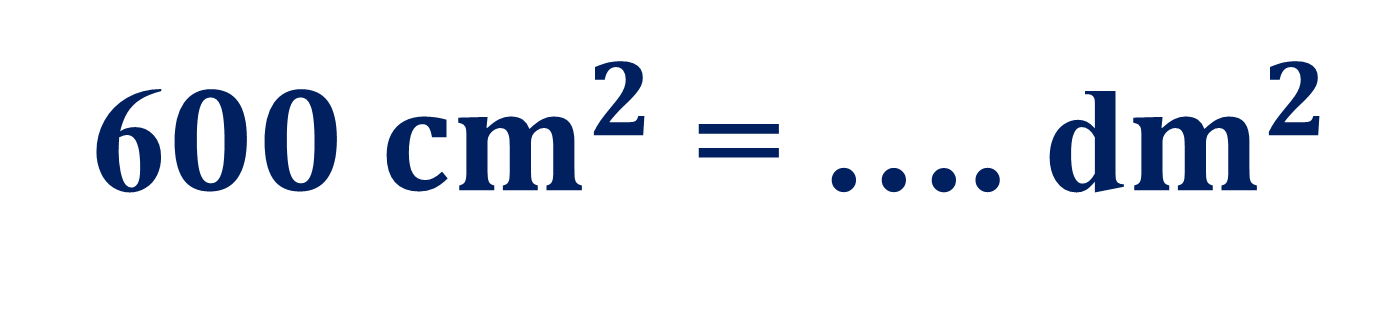 600 cm² = .... dm²